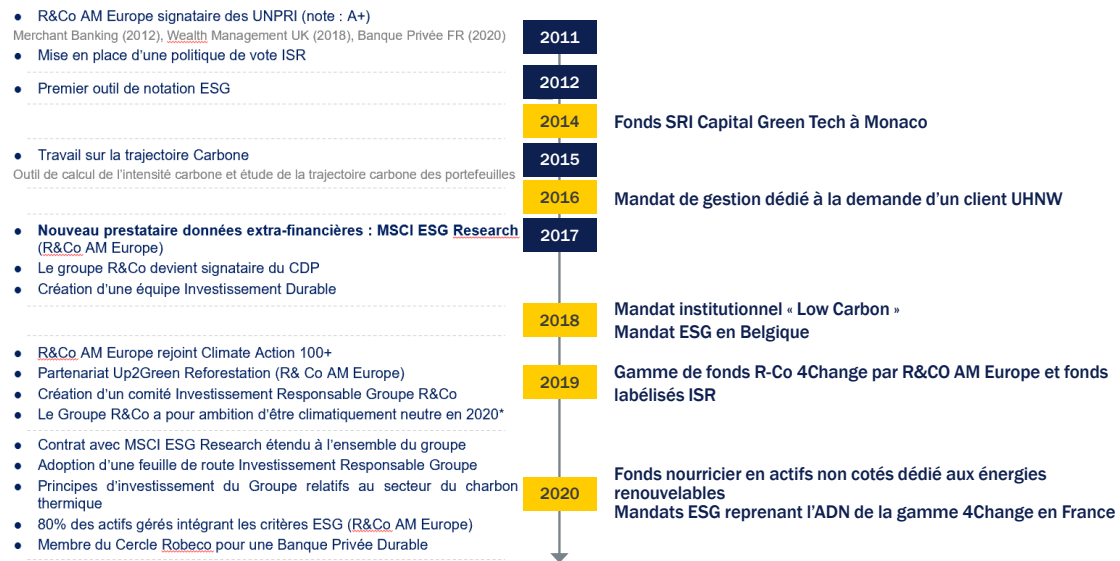 ● R&Co AM Europe signataire des UNPRI (note : A+)
Merchant Banking (2012), Wealth Management UK (2018), Banque Privée FR (2020)
● Mise en place d'une politique de vote ISR
2011
● Premier outil de notation ESG
2012
2014
Fonds SRI Capital Green Tech à Monaco
● Travail sur la trajectoire Carbone
Outil de calcul de l'intensité carbone et étude de la trajectoire carbone des portefeuilles
2015
2016
Mandat de gestion dédié à la demande d'un client UHNW
● Nouveau prestataire données extra-financières : MSCI ESG Research
(R&Co AM Europe)
● Le groupe R&Co devient signataire du CDP
● Création d'une équipe Investissement Durable
2017
2018
Mandat institutionnel « Low Carbon »
Mandat ESG en Belgique
● R&Co AM Europe rejoint Climate Action 100+
● Partenariat Up2Green Reforestation (R& Co AM Europe)
● Création d'un comité Investissement Responsable Groupe R&Co
● Le Groupe R&Co a pour ambition d'être climatiquement neutre en 2020*
2019
Gamme de fonds R-Co 4Change par R&CO AM Europe et fonds
labélisés ISR
● Contrat avec MSCI ESG Research étendu à l'ensemble du groupe
● Adoption d'une feuille de route Investissement Responsable Groupe
● Principes d'investissement du Groupe relatifs au secteur du charbon
thermique
● 80% des actifs gérés intégrant les critères ESG (R&Co AM Europe)
● Membre du Cercle Robeco pour une Banque Privée Durable
2020
Fonds nourricier en actifs non cotés dédié aux énergies
renouvelables
Mandats ESG reprenant l'ADN de la gamme 4Change en France